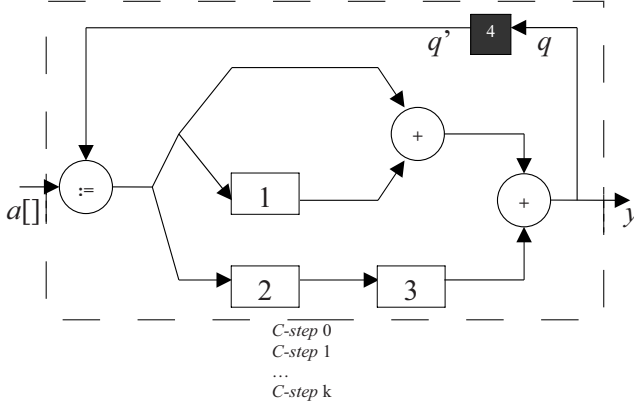 4
q’
q
+
:=
1
+
a[]
y
2
3
C-step 0
C-step 1
…
C-step k